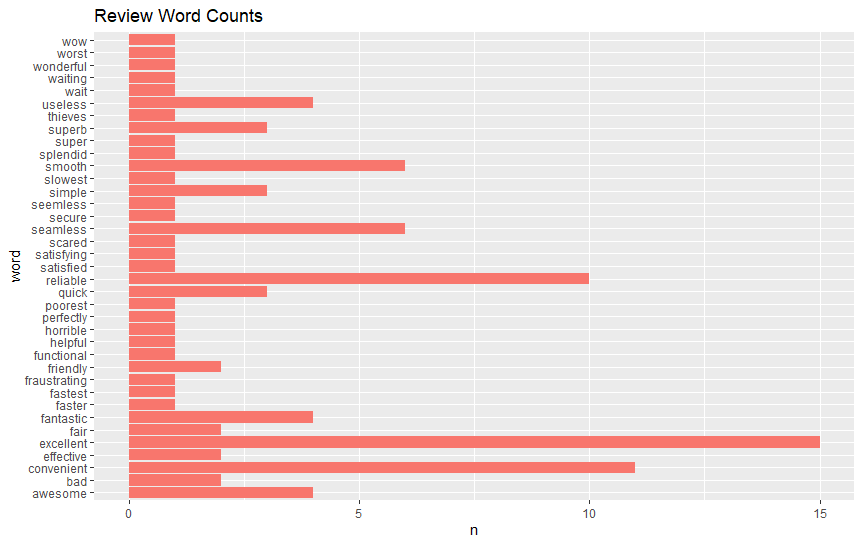 Review Word Counts
wow
worst
wonderful
waiting
wait
useless
thieves
superb
super
splendid
smooth
slowest
simple
seemless
secure
seamless
scared
satisfying
satisfied
reliable
quick
poorest
perfectly
horrible
helpful
functional
friendly
fraustrating
fastest
faster
fantastic
fair
excellent
effective
convenient
bad
awesome
word
0 5 10 15
n